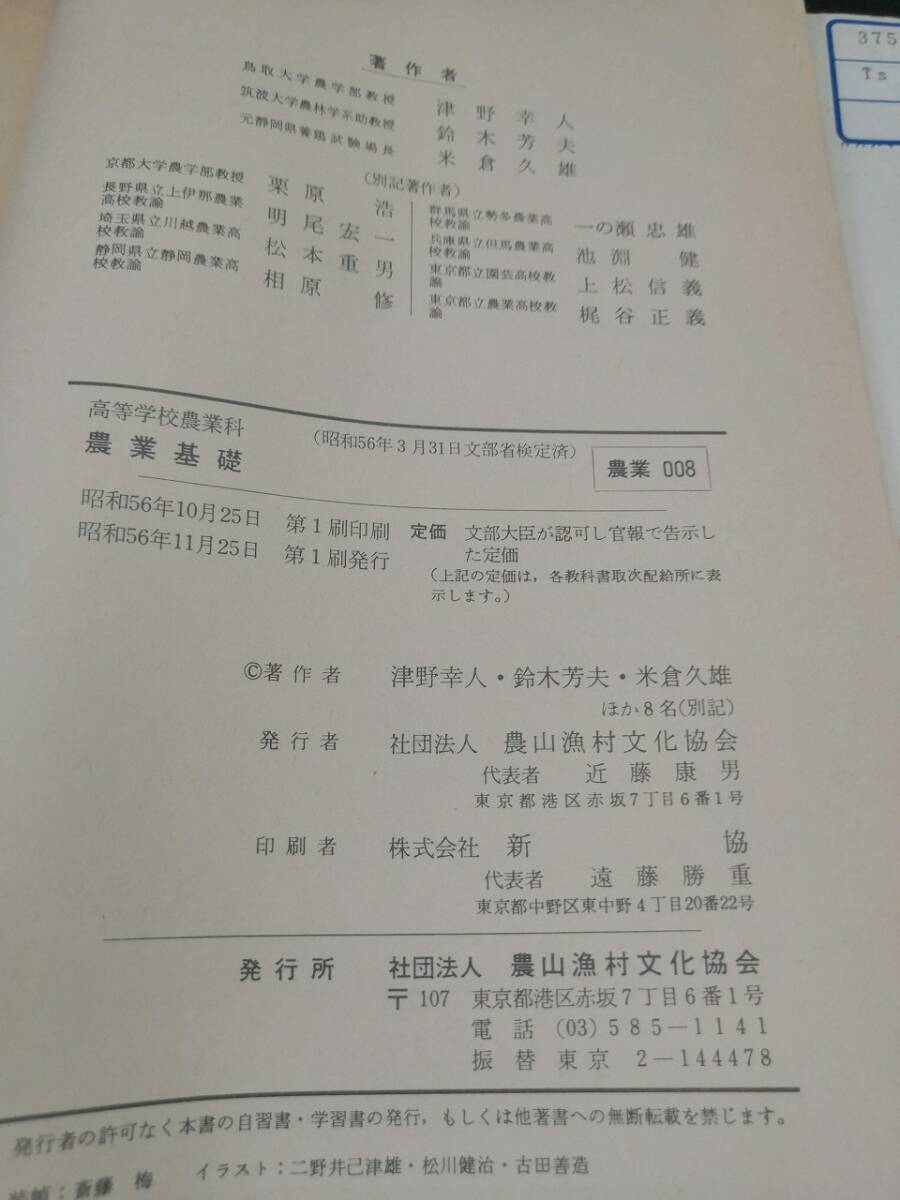 著作者
鳥取大学農学部教授 津野幸人
筑波大学農林学系助教授 鈴木芳夫
元静岡県養鶏試験場長 米倉久雄
(別記著作者)
京都大学農学部教授 栗原浩
長野県立上伊那農業高校教諭 明尾宏一
埼玉県立川越農業高校教諭 松本重男
静岡県立静岡農業高校教諭 相原修
群馬県立勢多農業高校教諭 一の瀬忠雄
兵庫県立但馬農業高校教諭 池淵健
東京都立園芸高校教諭 上松信義
東京都立農業高校教諭 梶谷正義
高等学校農業科
農業基礎 (昭和56年3月31日文部省検定済) 農業 008
昭和56年10月25日 第1刷印刷
昭和56年11月25日 第1刷発行
定価 文部大臣が認可し官報で告示し
た定価
(上記の定価は,各教科書取次配給所に表
示します。)
©著作者 津野幸人・鈴木芳夫・米倉久雄
ほか8名(別記)
発行者 社団法人 農山漁村文化協会
代表者 近藤康男
東京都港区赤坂7丁目6番1号
印刷者 株式会社 新協
代表者 遠藤勝重
東京都中野区東中野4丁目20番22号
発行所 社団法人 農山漁村文化協会
〒107 東京都港区赤坂7丁目6番1号
電話 (03)585-1141
振替 東京 2-144478
発行者の許可なく本書の自習書・学習書の発行,もしくは他著書への無断転載を禁じます。
斎藤 梅 イラスト:二野井己津雄・松川健治・古田善造
375
Ts